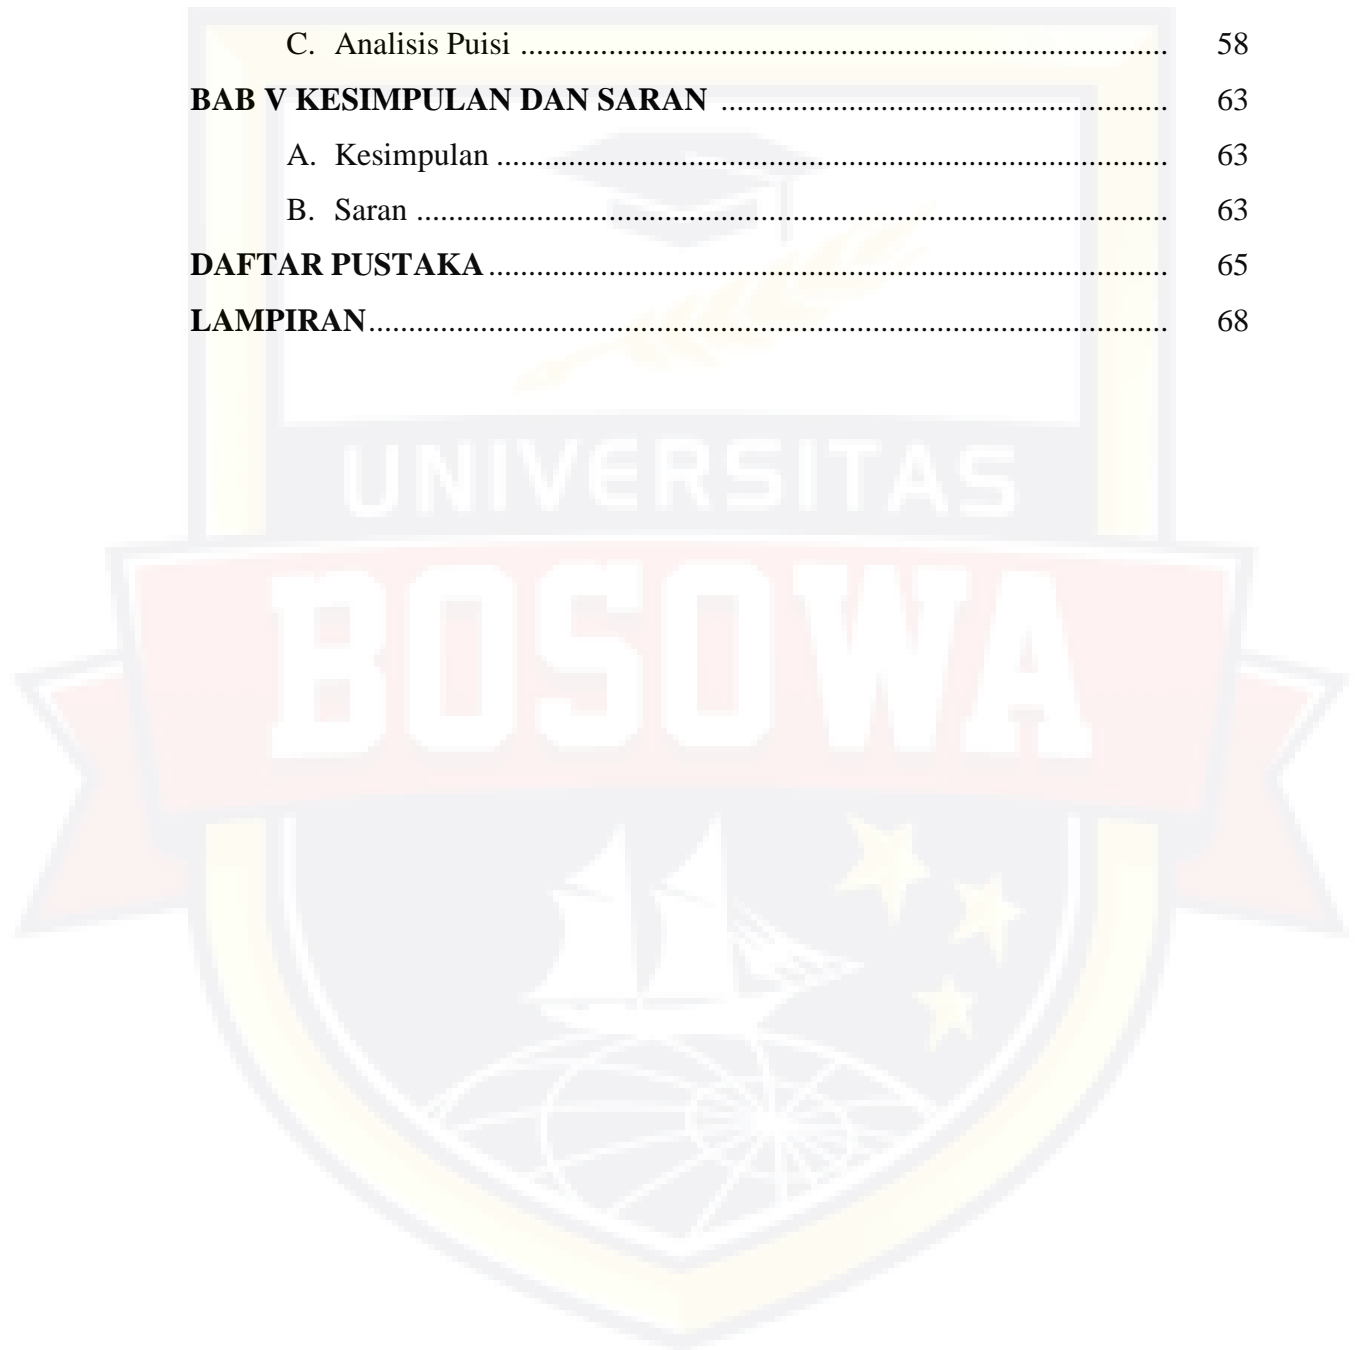 C. Analisis Puisi ................................................................................. 58
BAB V KESIMPULAN DAN SARAN ........................................................ 63
A. Kesimpulan .................................................................................... 63
B. Saran .............................................................................................. 63
DAFTAR PUSTAKA ..................................................................................... 65
LAMPIRAN.................................................................................................... 68
UNIVERSITAS
BOSOWA